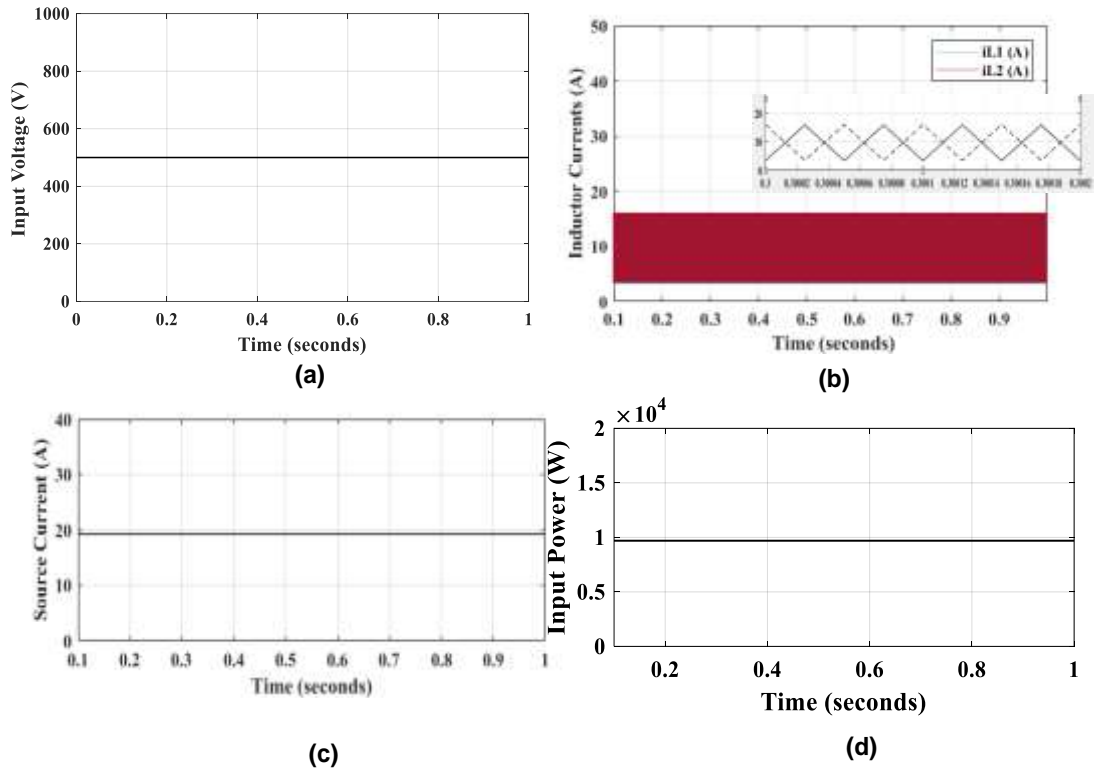 1000
800
600
400
200
0
Input Voltage (V)
0 0.2 0.4 0.6 0.8 1
Time (seconds)
(a)
50
40
30
20
10
0
Inductor Currents (A)
iL1 (A)
iL2 (A)
20
10
0
0.1 0.2 0.3 0.4 0.5 0.6 0.7 0.8 0.9
Time (seconds)
(b)
40
30
20
10
0
Source Current (A)
0.1 0.2 0.3 0.4 0.5 0.6 0.7 0.8 0.9 1
Time (seconds)
(c)
×10⁴
2
1.5
1
0.5
0
Input Power (W)
0.2 0.4 0.6 0.8 1
Time (seconds)
(d)